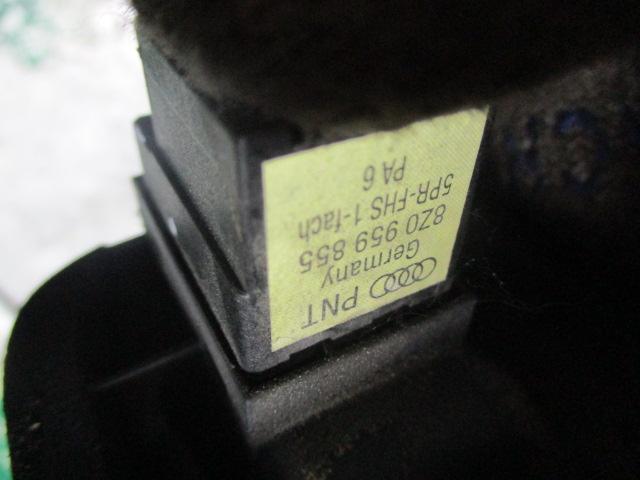 PNT
Germany
8Z0 959 855
5PR-FHS 1-fach
PA 6